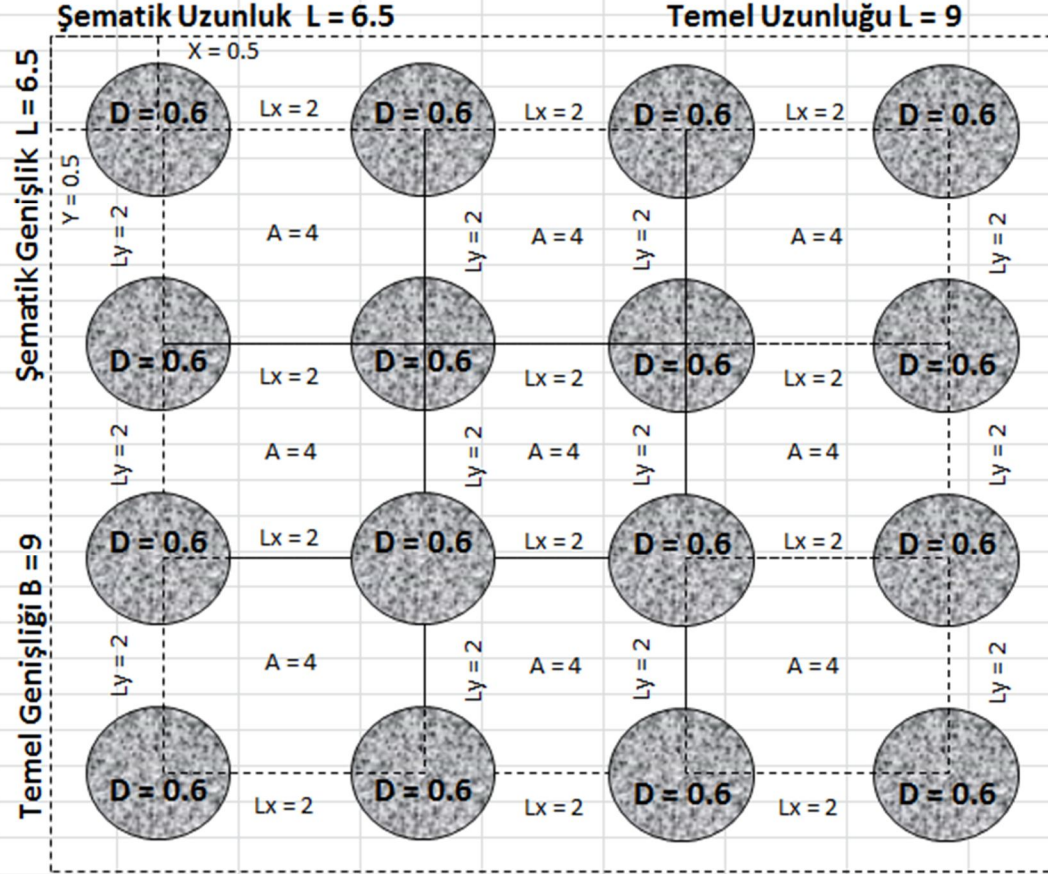 Şematik Uzunluk L = 6.5
Temel Uzunluğu L = 9
X = 0.5
Şematik Genişlik L = 6.5
Temel Genişliği B = 9
Y = 0.5
D = 0.6
Lx = 2
D = 0.6
Lx = 2
D = 0.6
Lx = 2
D = 0.6
Ly = 2
A = 4
Ly = 2
A = 4
Ly = 2
A = 4
Ly = 2
D = 0.6
Lx = 2
D = 0.6
Lx = 2
D = 0.6
Lx = 2
D = 0.6
Ly = 2
A = 4
Ly = 2
A = 4
Ly = 2
A = 4
Ly = 2
D = 0.6
Lx = 2
D = 0.6
Lx = 2
D = 0.6
Lx = 2
D = 0.6
Ly = 2
A = 4
Ly = 2
A = 4
Ly = 2
A = 4
Ly = 2
D = 0.6
Lx = 2
D = 0.6
Lx = 2
D = 0.6
Lx = 2
D = 0.6